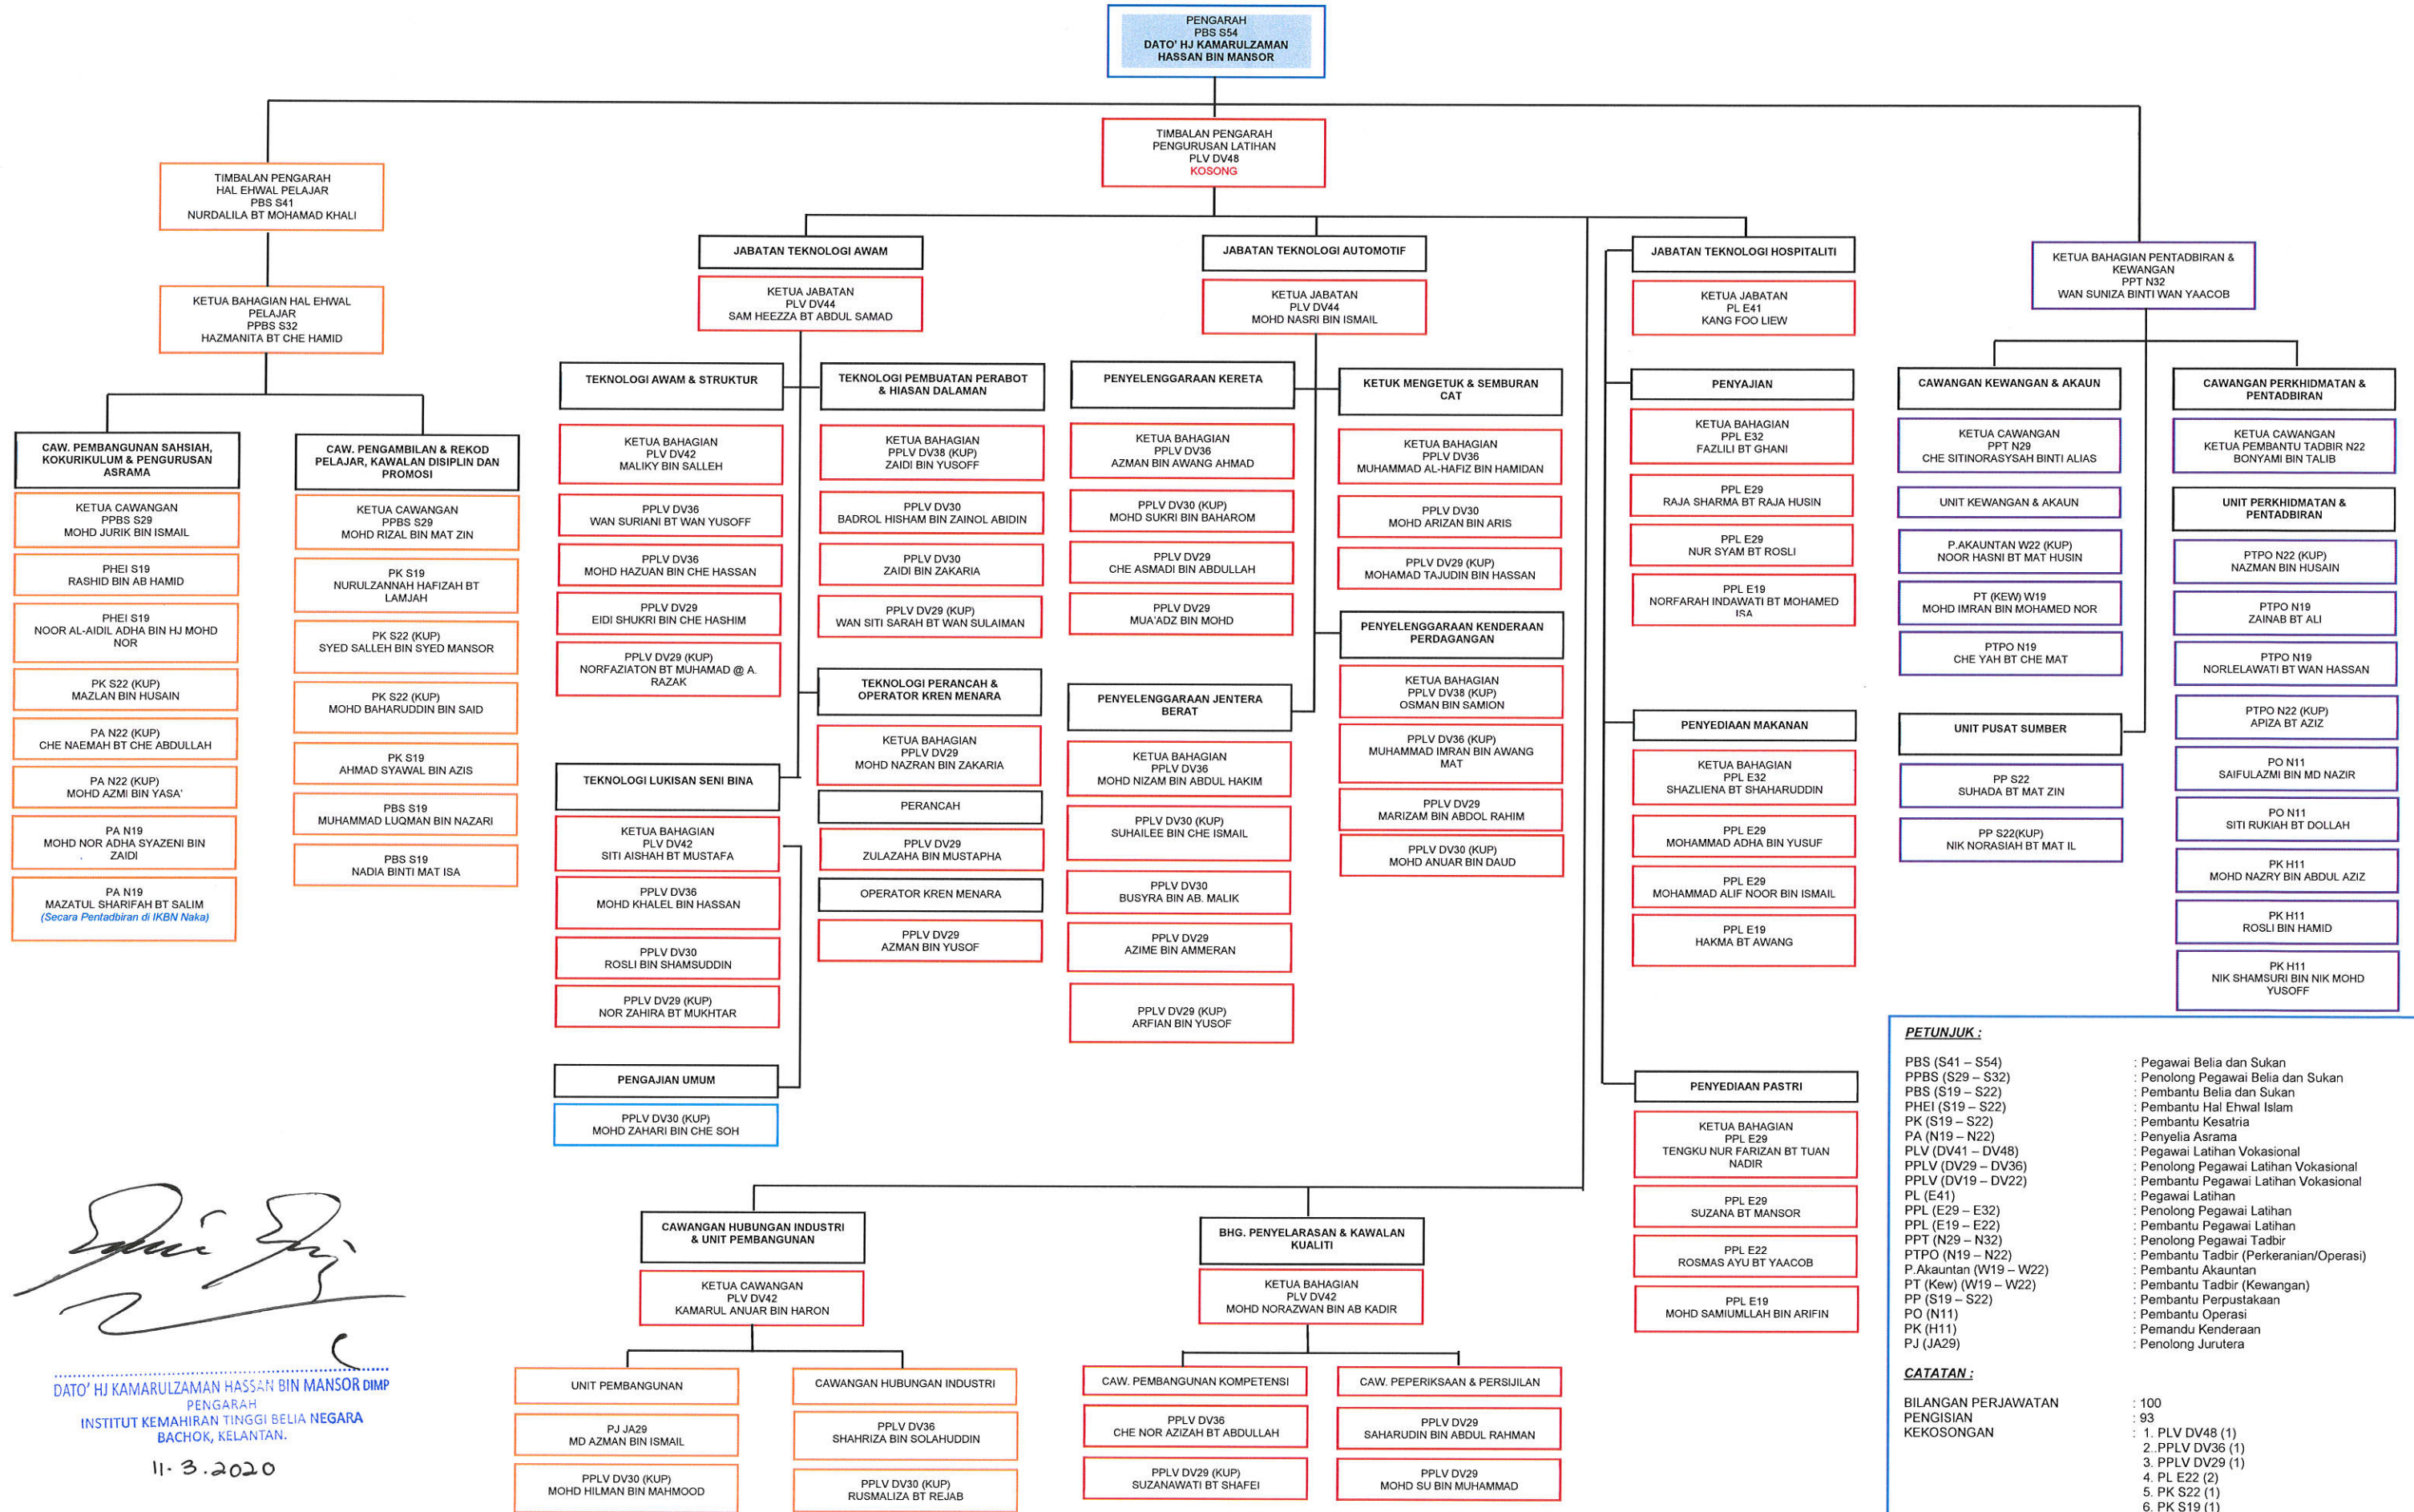 PENGARAH
PBS S54
DATO' HJ KAMARULZAMAN
HASSAN BIN MANSOR
TIMBALAN PENGARAH
HAL EHWAL PELAJAR
PBS S41
NURDALILA BT MOHAMAD KHALI
KETUA BAHAGIAN HAL EHWAL
PELAJAR
PPBS S32
HAZMANITA BT CHE HAMID
CAW. PEMBANGUNAN SAHSIAH,
KOKURIKULUM & PENGURUSAN
ASRAMA
KETUA CAWANGAN
PPBS S29
MOHD JURIK BIN ISMAIL
PHEI S19
RASHID BIN AB HAMID
PHEI S19
NOOR AL-AIDIL ADHA BIN HJ MOHD
NOR
PK S22 (KUP)
MAZLAN BIN HUSAIN
PA N22 (KUP)
CHE NAEMAH BT CHE ABDULLAH
PA N22 (KUP)
MOHD AZMI BIN YASA'
PA N19
MOHD NOR ADHA SYAZENI BIN
ZAIDI
PA N19
MAZATUL SHARIFAH BT SALIM
(Secara Pentadbiran di IKBN Naka)
CAW. PENGAMBILAN & REKOD
PELAJAR, KAWALAN DISIPLIN DAN
PROMOSI
KETUA CAWANGAN
PPBS S29
MOHD RIZAL BIN MAT ZIN
PK S19
NURULZANNAH HAFIZAH BT
LAMJAH
PK S22 (KUP)
SYED SALLEH BIN SYED MANSOR
PK S22 (KUP)
MOHD BAHARUDDIN BIN SAID
PK S19
AHMAD SYAWAL BIN AZIS
PBS S19
MUHAMMAD LUQMAN BIN NAZARI
PBS S19
NADIA BINTI MAT ISA
TIMBALAN PENGARAH
PENGURUSAN LATIHAN
PLV DV48
KOSONG
JABATAN TEKNOLOGI AWAM
KETUA JABATAN
PLV DV44
SAM HEEZZA BT ABDUL SAMAD
TEKNOLOGI AWAM & STRUKTUR
KETUA BAHAGIAN
PLV DV42
MALIKY BIN SALLEH
PPLV DV36
WAN SURIANI BT WAN YUSOFF
PPLV DV36
MOHD HAZUAN BIN CHE HASSAN
PPLV DV29
EIDI SHUKRI BIN CHE HASHIM
PPLV DV29 (KUP)
NORFAZIATON BT MUHAMAD @ A.
RAZAK
TEKNOLOGI LUKISAN SENI BINA
KETUA BAHAGIAN
PLV DV42
SITI AISHAH BT MUSTAFA
PPLV DV36
MOHD KHALEL BIN HASSAN
PPLV DV30
ROSLI BIN SHAMSUDDIN
PPLV DV29 (KUP)
NOR ZAHIRA BT MUKHTAR
PENGAJIAN UMUM
PPLV DV30 (KUP)
MOHD ZAHARI BIN CHE SOH
TEKNOLOGI PEMBUATAN PERABOT
& HIASAN DALAMAN
KETUA BAHAGIAN
PPLV DV38 (KUP)
ZAIDI BIN YUSOFF
PPLV DV30
BADROL HISHAM BIN ZAINOL ABIDIN
PPLV DV30
ZAIDI BIN ZAKARIA
PPLV DV29 (KUP)
WAN SITI SARAH BT WAN SULAIMAN
TEKNOLOGI PERANCAH &
OPERATOR KREN MENARA
KETUA BAHAGIAN
PPLV DV29
MOHD NAZRAN BIN ZAKARIA
PERANCAH
PPLV DV29
ZULAZAHA BIN MUSTAPHA
OPERATOR KREN MENARA
PPLV DV29
AZMAN BIN YUSOF
JABATAN TEKNOLOGI AUTOMOTIF
KETUA JABATAN
PLV DV44
MOHD NASRI BIN ISMAIL
PENYELENGGARAAN KERETA
KETUA BAHAGIAN
PPLV DV36
AZMAN BIN AWANG AHMAD
PPLV DV30 (KUP)
MOHD SUKRI BIN BAHAROM
PPLV DV29
CHE ASMADI BIN ABDULLAH
PPLV DV29
MUA'ADZ BIN MOHD
PENYELENGGARAAN JENTERA
BERAT
KETUA BAHAGIAN
PPLV DV36
MOHD NIZAM BIN ABDUL HAKIM
PPLV DV30 (KUP)
SUHAILEE BIN CHE ISMAIL
PPLV DV30
BUSYRA BIN AB. MALIK
PPLV DV29
AZIME BIN AMMERAN
PPLV DV29 (KUP)
ARFIAN BIN YUSOF
KETUK MENGETUK & SEMBURAN
CAT
KETUA BAHAGIAN
PPLV DV36
MUHAMMAD AL-HAFIZ BIN HAMIDAN
PPLV DV30
MOHD ARIZAN BIN ARIS
PPLV DV29 (KUP)
MOHAMAD TAJUDIN BIN HASSAN
PENYELENGGARAAN KENDERAAN
PERDAGANGAN
KETUA BAHAGIAN
PPLV DV38 (KUP)
OSMAN BIN SAMION
PPLV DV36 (KUP)
MUHAMMAD IMRAN BIN AWANG
MAT
PPLV DV29
MARIZAM BIN ABDOL RAHIM
PPLV DV30 (KUP)
MOHD ANUAR BIN DAUD
JABATAN TEKNOLOGI HOSPITALITI
KETUA JABATAN
PL E41
KANG FOO LIEW
PENYAJIAN
KETUA BAHAGIAN
PPL E32
FAZLILI BT GHANI
PPL E29
RAJA SHARMA BT RAJA HUSIN
PPL E29
NUR SYAM BT ROSLI
PPL E19
NORFARAH INDAWATI BT MOHAMED
ISA
PENYEDIAAN MAKANAN
KETUA BAHAGIAN
PPL E32
SHAZLIENA BT SHAHARUDDIN
PPL E29
MOHAMMAD ADHA BIN YUSUF
PPL E29
MOHAMMAD ALIF NOOR BIN ISMAIL
PPL E19
HAKMA BT AWANG
PENYEDIAAN PASTRI
KETUA BAHAGIAN
PPL E29
TENGKU NUR FARIZAN BT TUAN
NADIR
PPL E29
SUZANA BT MANSOR
PPL E22
ROSMAS AYU BT YAACOB
PPL E19
MOHD SAMIUMLLAH BIN ARIFIN
KETUA BAHAGIAN PENTADBIRAN &
KEWANGAN
PPT N32
WAN SUNIZA BINTI WAN YAACOB
CAWANGAN KEWANGAN & AKAUN
KETUA CAWANGAN
PPT N29
CHE SITINORASYSAH BINTI ALIAS
UNIT KEWANGAN & AKAUN
P.AKAUNTAN W22 (KUP)
NOOR HASNI BT MAT HUSIN
PT (KEW) W19
MOHD IMRAN BIN MOHAMED NOR
PTPO N19
CHE YAH BT CHE MAT
UNIT PUSAT SUMBER
PP S22
SUHADA BT MAT ZIN
PP S22(KUP)
NIK NORASIAH BT MAT IL
CAWANGAN PERKHIDMATAN &
PENTADBIRAN
KETUA CAWANGAN
KETUA PEMBANTU TADBIR N22
BONYAMI BIN TALIB
UNIT PERKHIDMATAN &
PENTADBIRAN
PTPO N22 (KUP)
NAZMAN BIN HUSAIN
PTPO N19
ZAINAB BT ALI
PTPO N19
NORLELAWATI BT WAN HASSAN
PTPO N22 (KUP)
APIZA BT AZIZ
PO N11
SAIFULAZMI BIN MD NAZIR
PO N11
SITI RUKIAH BT DOLLAH
PK H11
MOHD NAZRY BIN ABDUL AZIZ
PK H11
ROSLI BIN HAMID
PK H11
NIK SHAMSURI BIN NIK MOHD
YUSOFF
CAWANGAN HUBUNGAN INDUSTRI
& UNIT PEMBANGUNAN
KETUA CAWANGAN
PLV DV42
KAMARUL ANUAR BIN HARON
UNIT PEMBANGUNAN
PJ JA29
MD AZMAN BIN ISMAIL
PPLV DV30 (KUP)
MOHD HILMAN BIN MAHMOOD
CAWANGAN HUBUNGAN INDUSTRI
PPLV DV36
SHAHRIZA BIN SOLAHUDDIN
PPLV DV30 (KUP)
RUSMALIZA BT REJAB
BHG. PENYELARASAN & KAWALAN
KUALITI
KETUA BAHAGIAN
PLV DV42
MOHD NORAZWAN BIN AB KADIR
CAW. PEMBANGUNAN KOMPETENSI
PPLV DV36
CHE NOR AZIZAH BT ABDULLAH
PPLV DV29 (KUP)
SUZANAWATI BT SHAFEI
CAW. PEPERIKSAAN & PERSIJILAN
PPLV DV29
SAHARUDIN BIN ABDUL RAHMAN
PPLV DV29
MOHD SU BIN MUHAMMAD
DATO' HJ KAMARULZAMAN HASSAN BIN MANSOR DIMP
PENGARAH
INSTITUT KEMAHIRAN TINGGI BELIA NEGARA
BACHOK, KELANTAN.
11.3.2020
PETUNJUK :
PBS (S41 – S54) : Pegawai Belia dan Sukan
PPBS (S29 – S32) : Penolong Pegawai Belia dan Sukan
PBS (S19 – S22) : Pembantu Belia dan Sukan
PHEI (S19 – S22) : Pembantu Hal Ehwal Islam
PK (S19 – S22) : Pembantu Kesatria
PA (N19 – N22) : Penyelia Asrama
PLV (DV41 – DV48) : Pegawai Latihan Vokasional
PPLV (DV29 – DV36) : Penolong Pegawai Latihan Vokasional
PPLV (DV19 – DV22) : Pembantu Pegawai Latihan Vokasional
PL (E41) : Pegawai Latihan
PPL (E29 – E32) : Penolong Pegawai Latihan
PPL (E19 – E22) : Pembantu Pegawai Latihan
PPT (N29 – N32) : Penolong Pegawai Tadbir
PTPO (N19 – N22) : Pembantu Tadbir (Perkeranian/Operasi)
P.Akauntan (W19 – W22) : Pembantu Akauntan
PT (Kew) (W19 – W22) : Pembantu Tadbir (Kewangan)
PP (S19 – S22) : Pembantu Perpustakaan
PO (N11) : Pembantu Operasi
PK (H11) : Pemandu Kenderaan
PJ (JA29) : Penolong Jurutera
CATATAN :
BILANGAN PERJAWATAN : 100
PENGISIAN : 93
KEKOSONGAN : 1. PLV DV48 (1)
2..PPLV DV36 (1)
3. PPLV DV29 (1)
4. PL E22 (2)
5. PK S22 (1)
6. PK S19 (1)